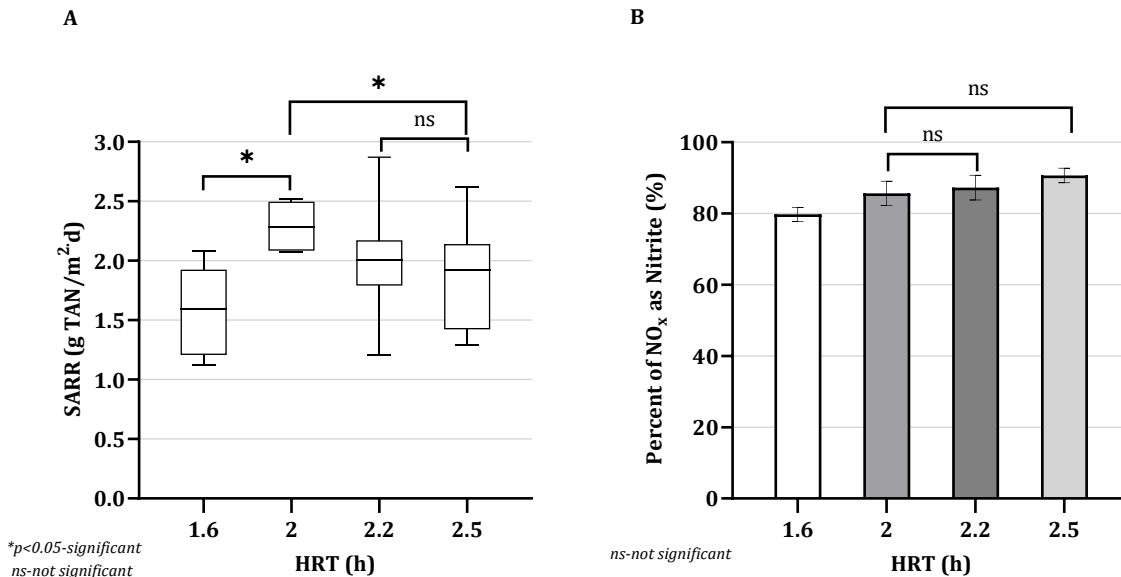 A
*
*
ns
3.0
2.5
2.0
1.5
1.0
0.5
0.0
SARR (g TAN/m²·d)
1.6 2 2.2 2.5
HRT (h)
*p<0.05-significant
ns-not significant
B
ns
ns
100
80
60
40
20
0
Percent of NOₓ as Nitrite (%)
1.6 2 2.2 2.5
HRT (h)
ns-not significant